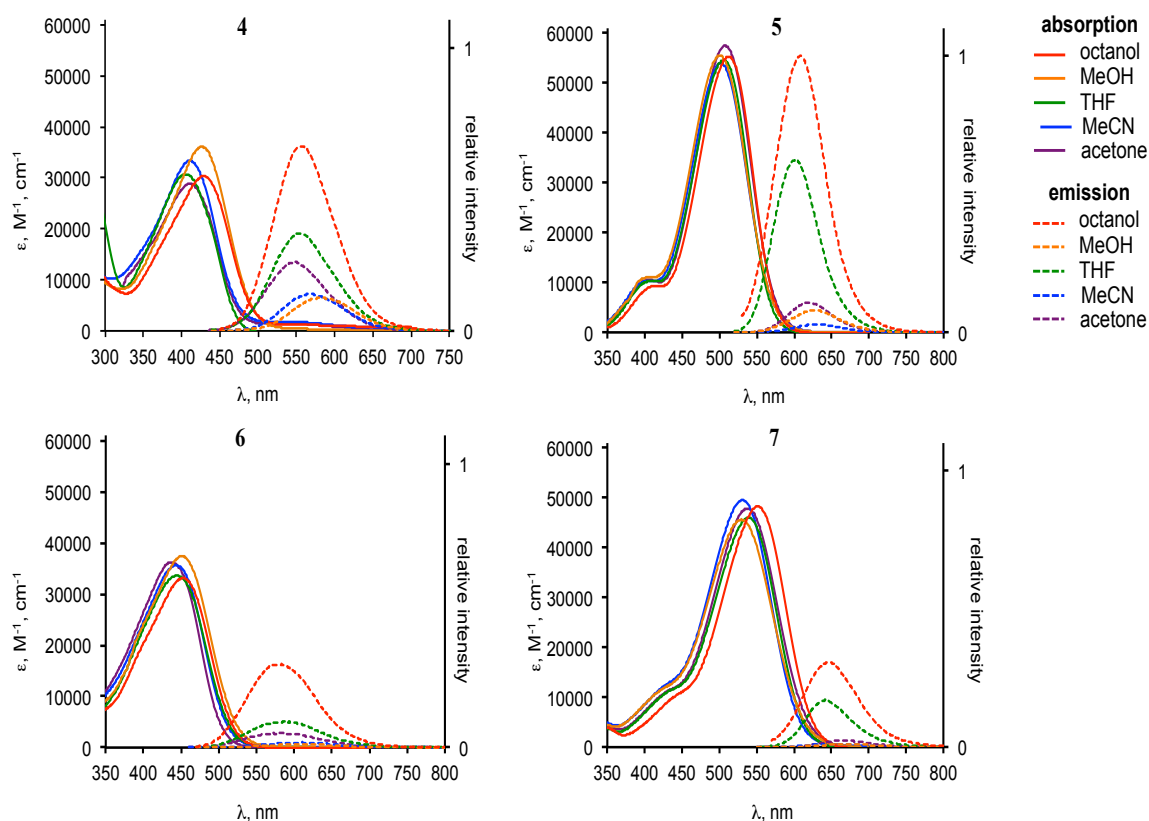 4
60000
50000
40000
30000
20000
10000
0
ε, M⁻¹, cm⁻¹
300 350 400 450 500 550 600 650 700 750
λ, nm
1
0
relative intensity
5
60000
50000
40000
30000
20000
10000
0
ε, M⁻¹, cm⁻¹
350 400 450 500 550 600 650 700 750 800
λ, nm
1
0
relative intensity
absorption
octanol
MeOH
THF
MeCN
acetone
emission
octanol
MeOH
THF
MeCN
acetone
6
60000
50000
40000
30000
20000
10000
0
ε, M⁻¹, cm⁻¹
350 400 450 500 550 600 650 700 750 800
λ, nm
1
0
relative intensity
7
60000
50000
40000
30000
20000
10000
0
ε, M⁻¹, cm⁻¹
350 400 450 500 550 600 650 700 750 800
λ, nm
1
0
relative intensity